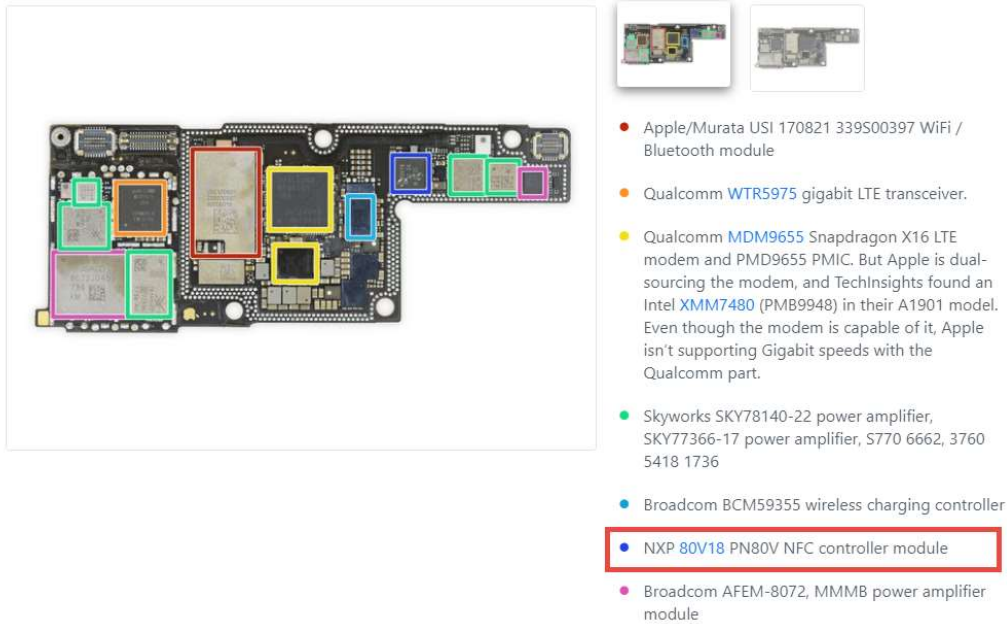 Apple/Murata USI 170821 339S00397 WiFi /
Bluetooth module
Qualcomm WTR5975 gigabit LTE transceiver.
Qualcomm MDM9655 Snapdragon X16 LTE
modem and PMD9655 PMIC. But Apple is dual-
sourcing the modem, and TechInsights found an
Intel XMM7480 (PMB9948) in their A1901 model.
Even though the modem is capable of it, Apple
isn't supporting Gigabit speeds with the
Qualcomm part.
Skyworks SKY78140-22 power amplifier,
SKY77366-17 power amplifier, S770 6662, 3760
5418 1736
Broadcom BCM59355 wireless charging controller
NXP 80V18 PN80V NFC controller module
Broadcom AFEM-8072, MMMB power amplifier
module